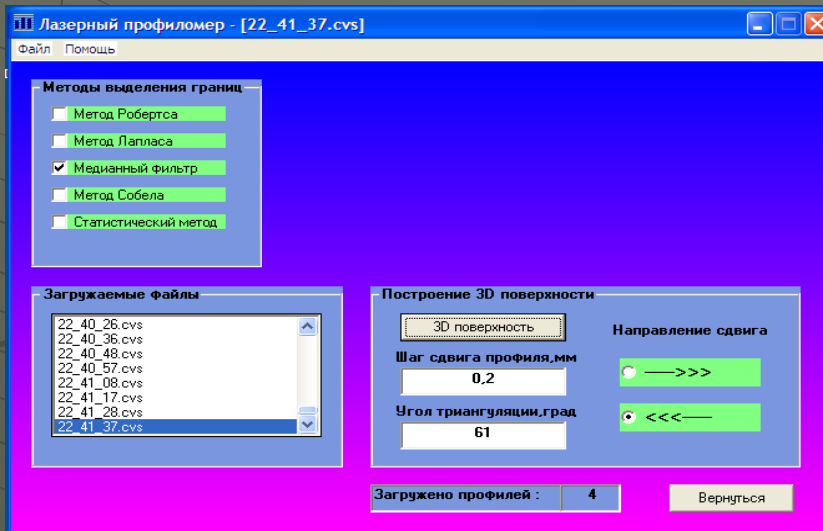 Лазерный профиломер - [22_41_37.cvs]
Файл Помощь
Методы выделения границ
Метод Робертса
Метод Лапласа
Медианный фильтр
Метод Собела
Статистический метод
Загружаемые файлы
22_40_26.cvs
22_40_36.cvs
22_40_48.cvs
22_40_57.cvs
22_41_08.cvs
22_41_17.cvs
22_41_28.cvs
22_41_37.cvs
Построение 3D поверхности
3D поверхность
Направление сдвига
Шаг сдвига профиля,мм
0,2
——>>>
Угол триангуляции,град
61
<<<——
Загружено профилей : 4
Вернуться